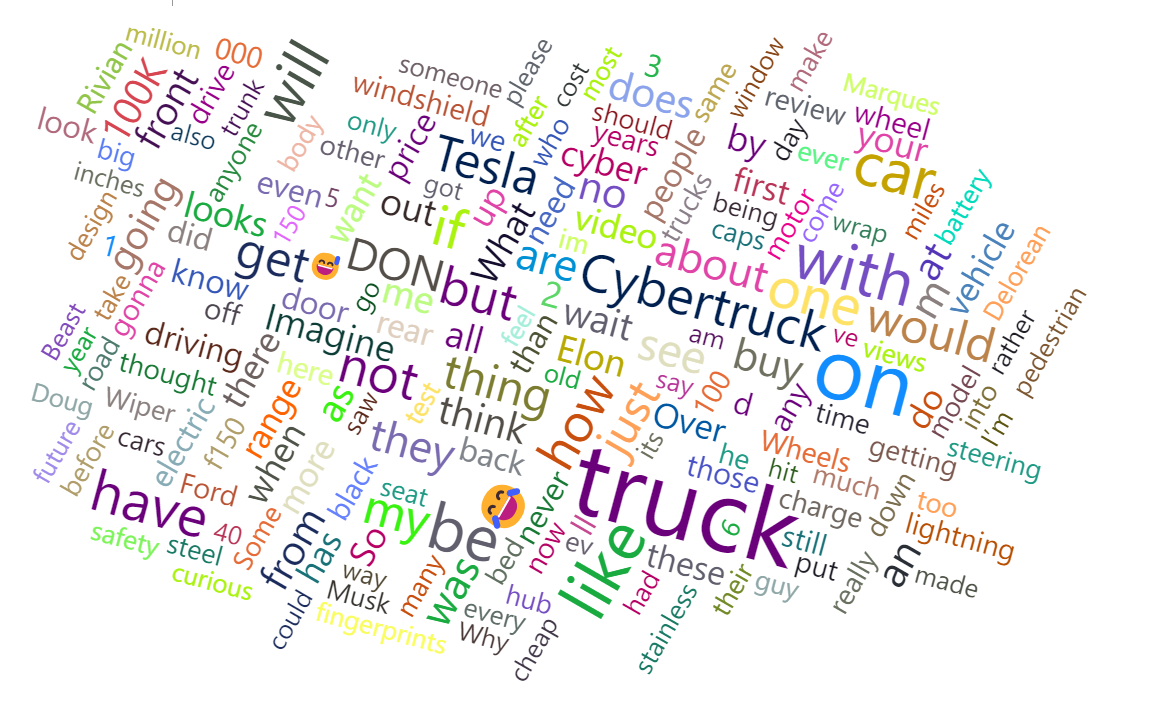 million
000
will
someone
please
cost
most
3
does
same
window
make
Rivian
100K
front
drive
trunk
windshield
after
should
review
Marques
wheel
look
also
anyone
body
only
price
we
who
years
people
by
day
ever
your
big
other
Tesla
cyber
car
inches
even
5
got
need
no
trucks
first
motor
come
miles
battery
design
going
looks
150
want
out
if
up
What
video
being
caps
wrap
1
did
get
😅
DON
but
im
are
about
with
at
vehicle
Delorean
take
gonna
know
door
go
me
2
Cybertruck
one
m
Beast
year
road
off
Imagine
rear
all
feel
than
wait
am
would
rather
pedestrian
driving
there
here
not
thing
Elon
see
buy
ve
views
thought
as
saw
test
old
say
100
d
on
model
into
Doug
Wiper
electric
f150
range
think
how
just
Over
any
time
do
I'm
future
before
cars
when
more
they
back
its
he
Wheels
getting
steering
have
Ford
black
seat
🤣
never
truck
those
hit
much
too
40
Some
from
has
So
my
be
now
lll
6
charge
down
lightning
safety
steel
way
was
bed
ev
like
these
still
an
curious
could
Musk
many
hub
had
their
guy
put
really
made
fingerprints
every
Why
cheap
stainless